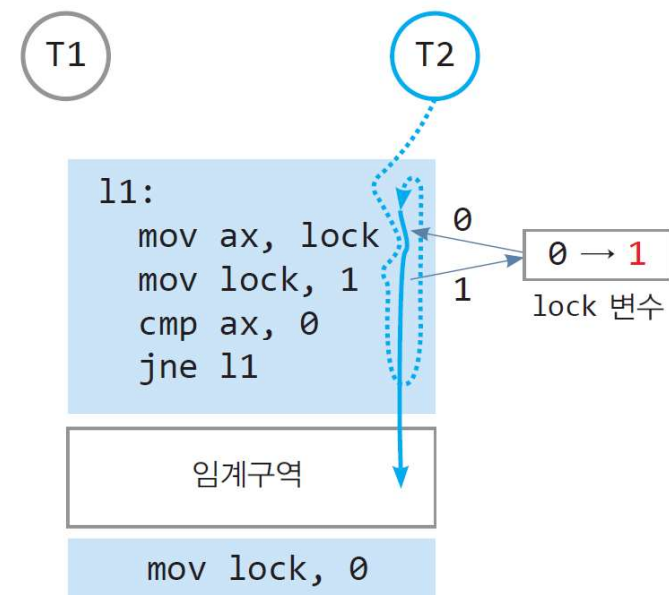 T1
T2
l1:
mov ax, lock
mov lock, 1
cmp ax, 0
jne l1
0
1
0 → 1
lock 변수
임계구역
mov lock, 0